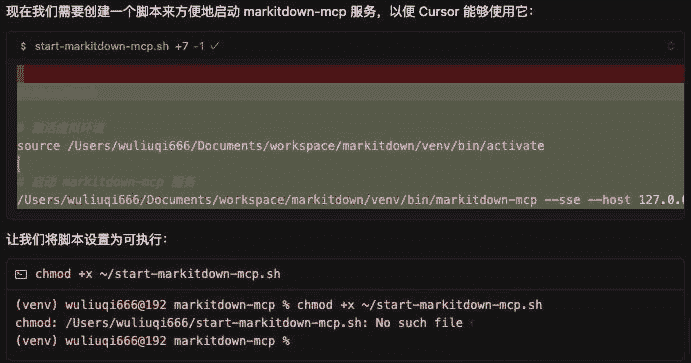 现在我们需要创建一个脚本来方便地启动 markitdown-mcp 服务，以便 Cursor 能够使用它：
$ start-markitdown-mcp.sh +7 -1 ✓
# 激活虚拟环境
source /Users/wuliuqi666/Documents/workspace/markitdown/venv/bin/activate
# 启动 markitdown-mcp 服务
/Users/wuliuqi666/Documents/workspace/markitdown/venv/bin/markitdown-mcp --sse --host 127.0.
让我们将脚本设置为可执行：
chmod +x ~/start-markitdown-mcp.sh
(venv) wuliuqi666@192 markitdown-mcp % chmod +x ~/start-markitdown-mcp.sh
chmod: /Users/wuliuqi666/start-markitdown-mcp.sh: No such file
(venv) wuliuqi666@192 markitdown-mcp %